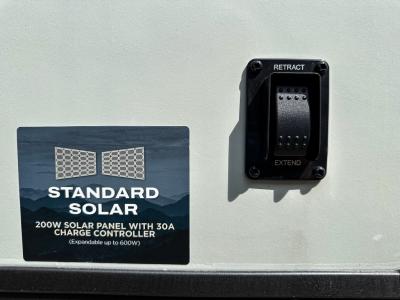 RETRACT
EXTEND
STANDARD
SOLAR
200W SOLAR PANEL WITH 30A
CHARGE CONTROLLER
(Expandable up to 600W)